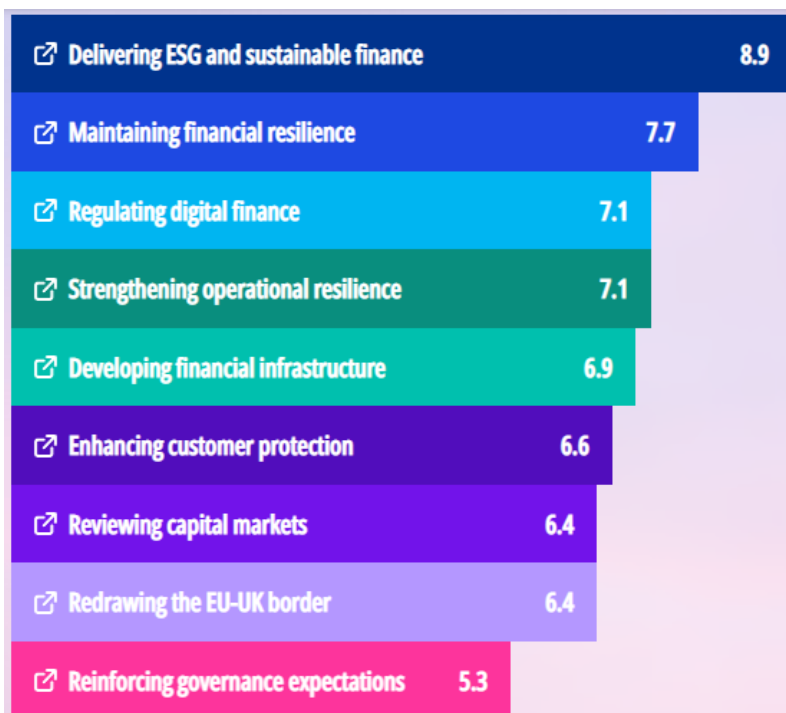 Delivering ESG and sustainable finance 8.9
Maintaining financial resilience 7.7
Regulating digital finance 7.1
Strengthening operational resilience 7.1
Developing financial infrastructure 6.9
Enhancing customer protection 6.6
Reviewing capital markets 6.4
Redrawing the EU-UK border 6.4
Reinforcing governance expectations 5.3